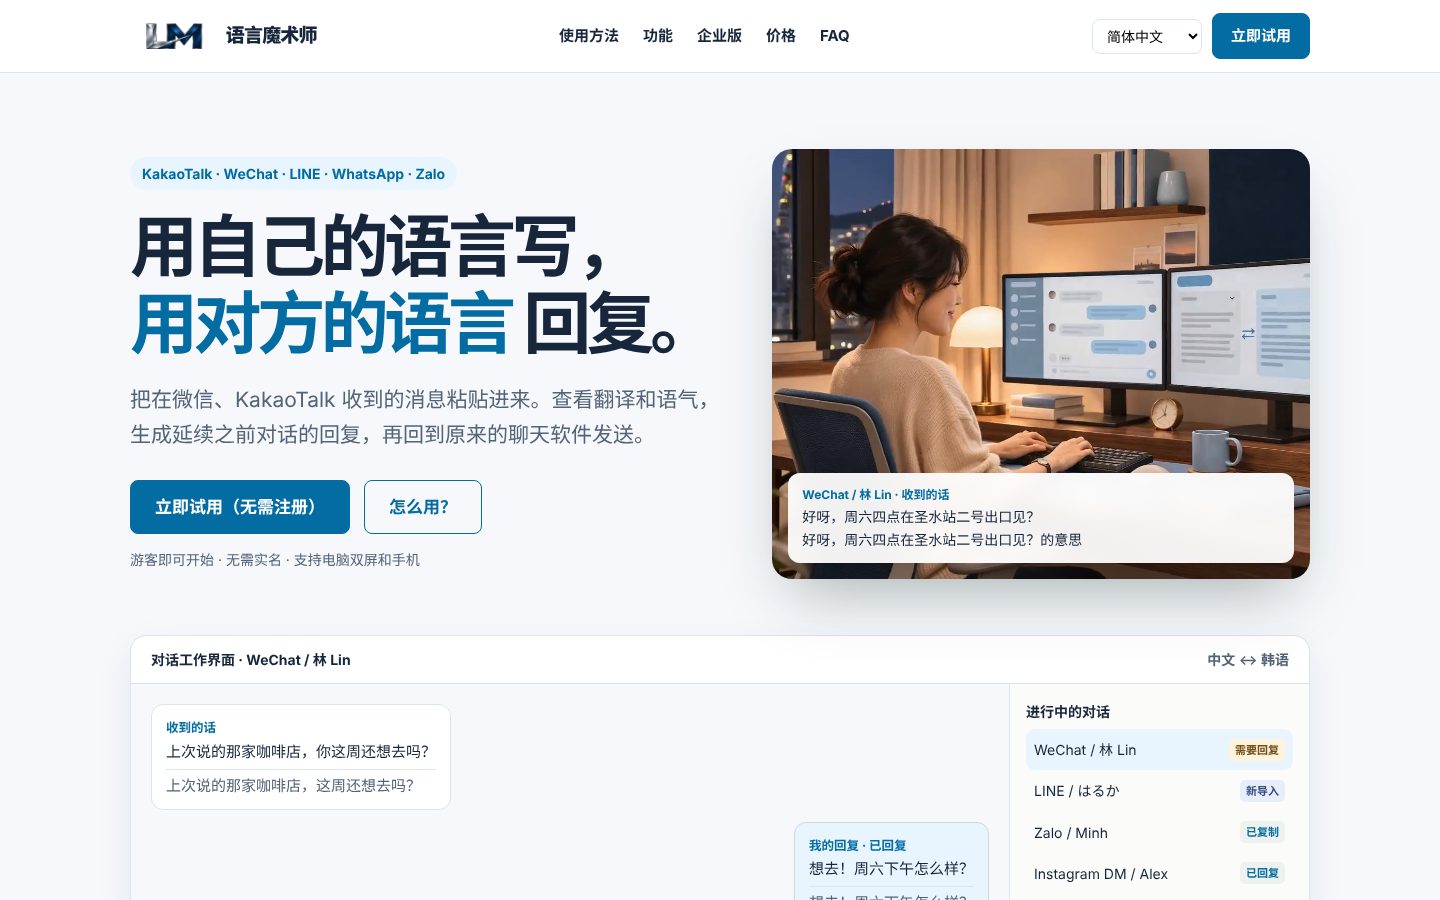 LM 语言魔术师
使用方法 功能 企业版 价格 FAQ
简体中文
立即试用
KakaoTalk · WeChat · LINE · WhatsApp · Zalo
用自己的语言写，
用对方的语言 回复。
把在微信、KakaoTalk 收到的消息粘贴进来。查看翻译和语气，
生成延续之前对话的回复，再回到原来的聊天软件发送。
立即试用（无需注册）
怎么用？
游客即可开始 · 无需实名 · 支持电脑双屏和手机
WeChat / 林 Lin · 收到的话
好呀，周六四点在圣水站二号出口见？
好呀，周六四点在圣水站二号出口见？的意思
对话工作界面 · WeChat / 林 Lin
中文 ↔ 韩语
收到的话
上次说的那家咖啡店，你这周还想去吗？
上次说的那家咖啡店，这周还想去吗？
我的回复 · 已回复
想去！周六下午怎么样？
进行中的对话
WeChat / 林 Lin 需要回复
LINE / はるか 新导入
Zalo / Minh 已复制
Instagram DM / Alex 已回复